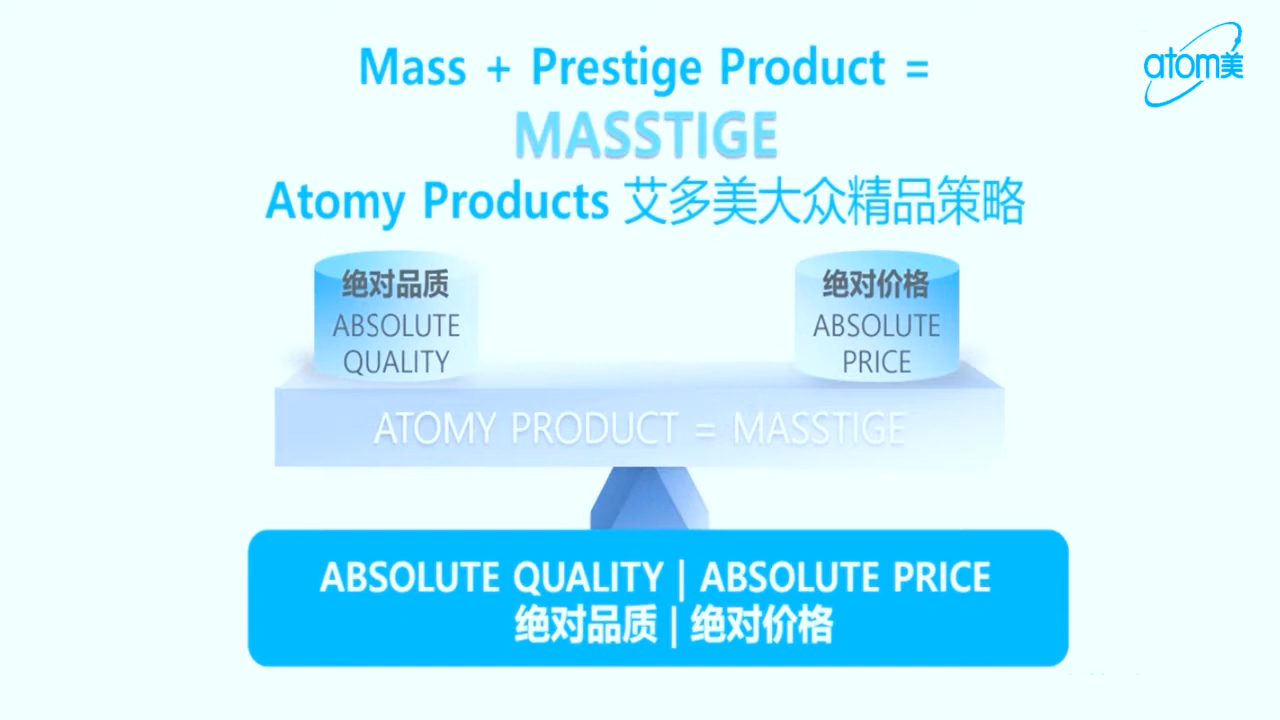 atom美
Mass + Prestige Product =
MASSTIGE
Atomy Products 艾多美大众精品策略
绝对品质
ABSOLUTE
QUALITY
绝对价格
ABSOLUTE
PRICE
ATOMY PRODUCT = MASSTIGE
ABSOLUTE QUALITY | ABSOLUTE PRICE
绝对品质 | 绝对价格